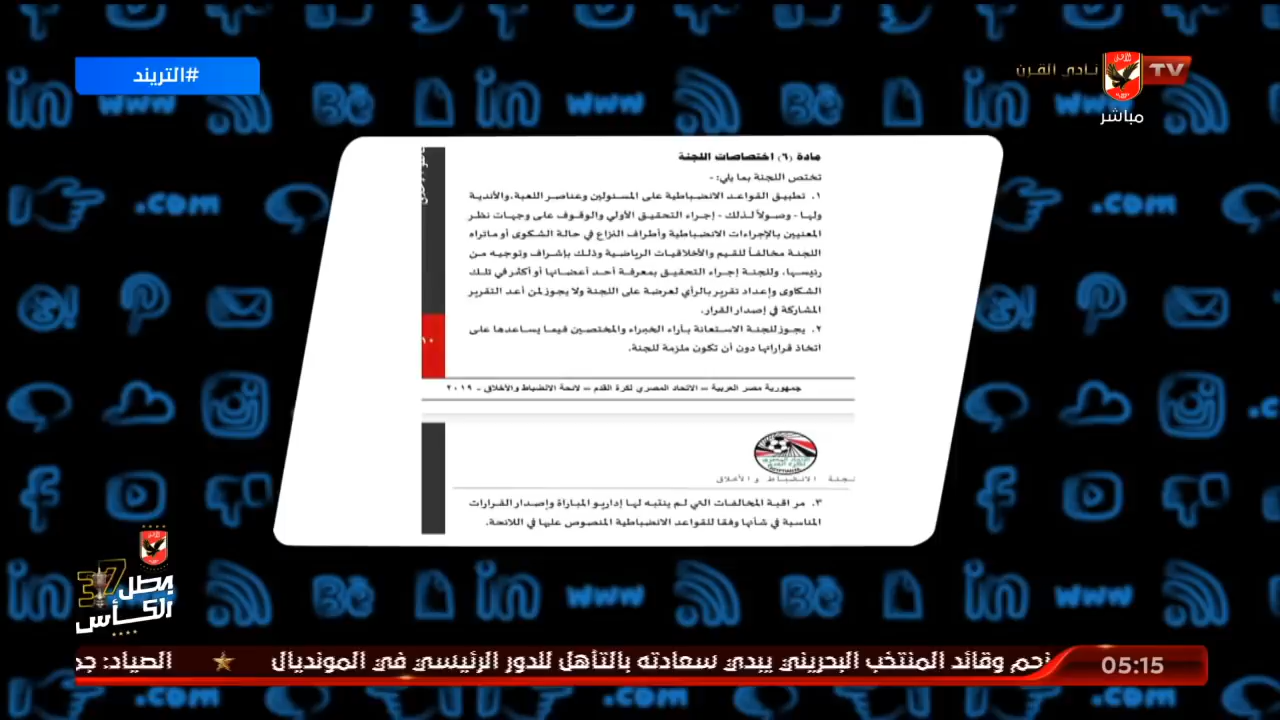 #التريند
نادي القرن
TV
مباشر
مادة (٦) اختصاصات اللجنة
تختص اللجنة بما يلي: -
١. تطبيق القواعد الانضباطية على المسئولين وعناصر اللعبة، والأندية
ولها - وصولاً لذلك - إجراء التحقيق الأولي والوقوف على وجهات نظر
المعنيين بالإجراءات الانضباطية وأطراف النزاع في حالة الشكوى أو ماتراه
اللجنة مخالفاً للقيم والأخلاقيات الرياضية وذلك بإشراف وتوجيه من
رئيسها، وللجنة إجراء التحقيق بمعرفة أحد أعضائها أو أكثر في تلك
الشكاوى وإعداد تقرير بالرأي لعرضة على اللجنة ولا يجوز لمن أعد التقرير
المشاركة في إصدار القرار.
٢. يجوز للجنة الاستعانة بآراء الخبراء والمختصين فيما يساعدها على
اتخاذ قراراتها دون أن تكون ملزمة للجنة.
١٠
جمهورية مصر العربية – الاتحاد المصري لكرة القدم – لائحة الانضباط والأخلاق - ٢٠١٩
لجنة الانضباط والأخلاق
٣. مراقبة المخالفات التي لم ينتبه لها إداريو المباراة وإصدار القرارات
المناسبة في شأنها وفقا للقواعد الانضباطية المنصوص عليها في اللائحة.
بطل
37
الكأس
نجم وقائد المنتخب البحريني يبدي سعادته بالتأهل للدور الرئيسي في المونديال
الصياد: جم
05:15